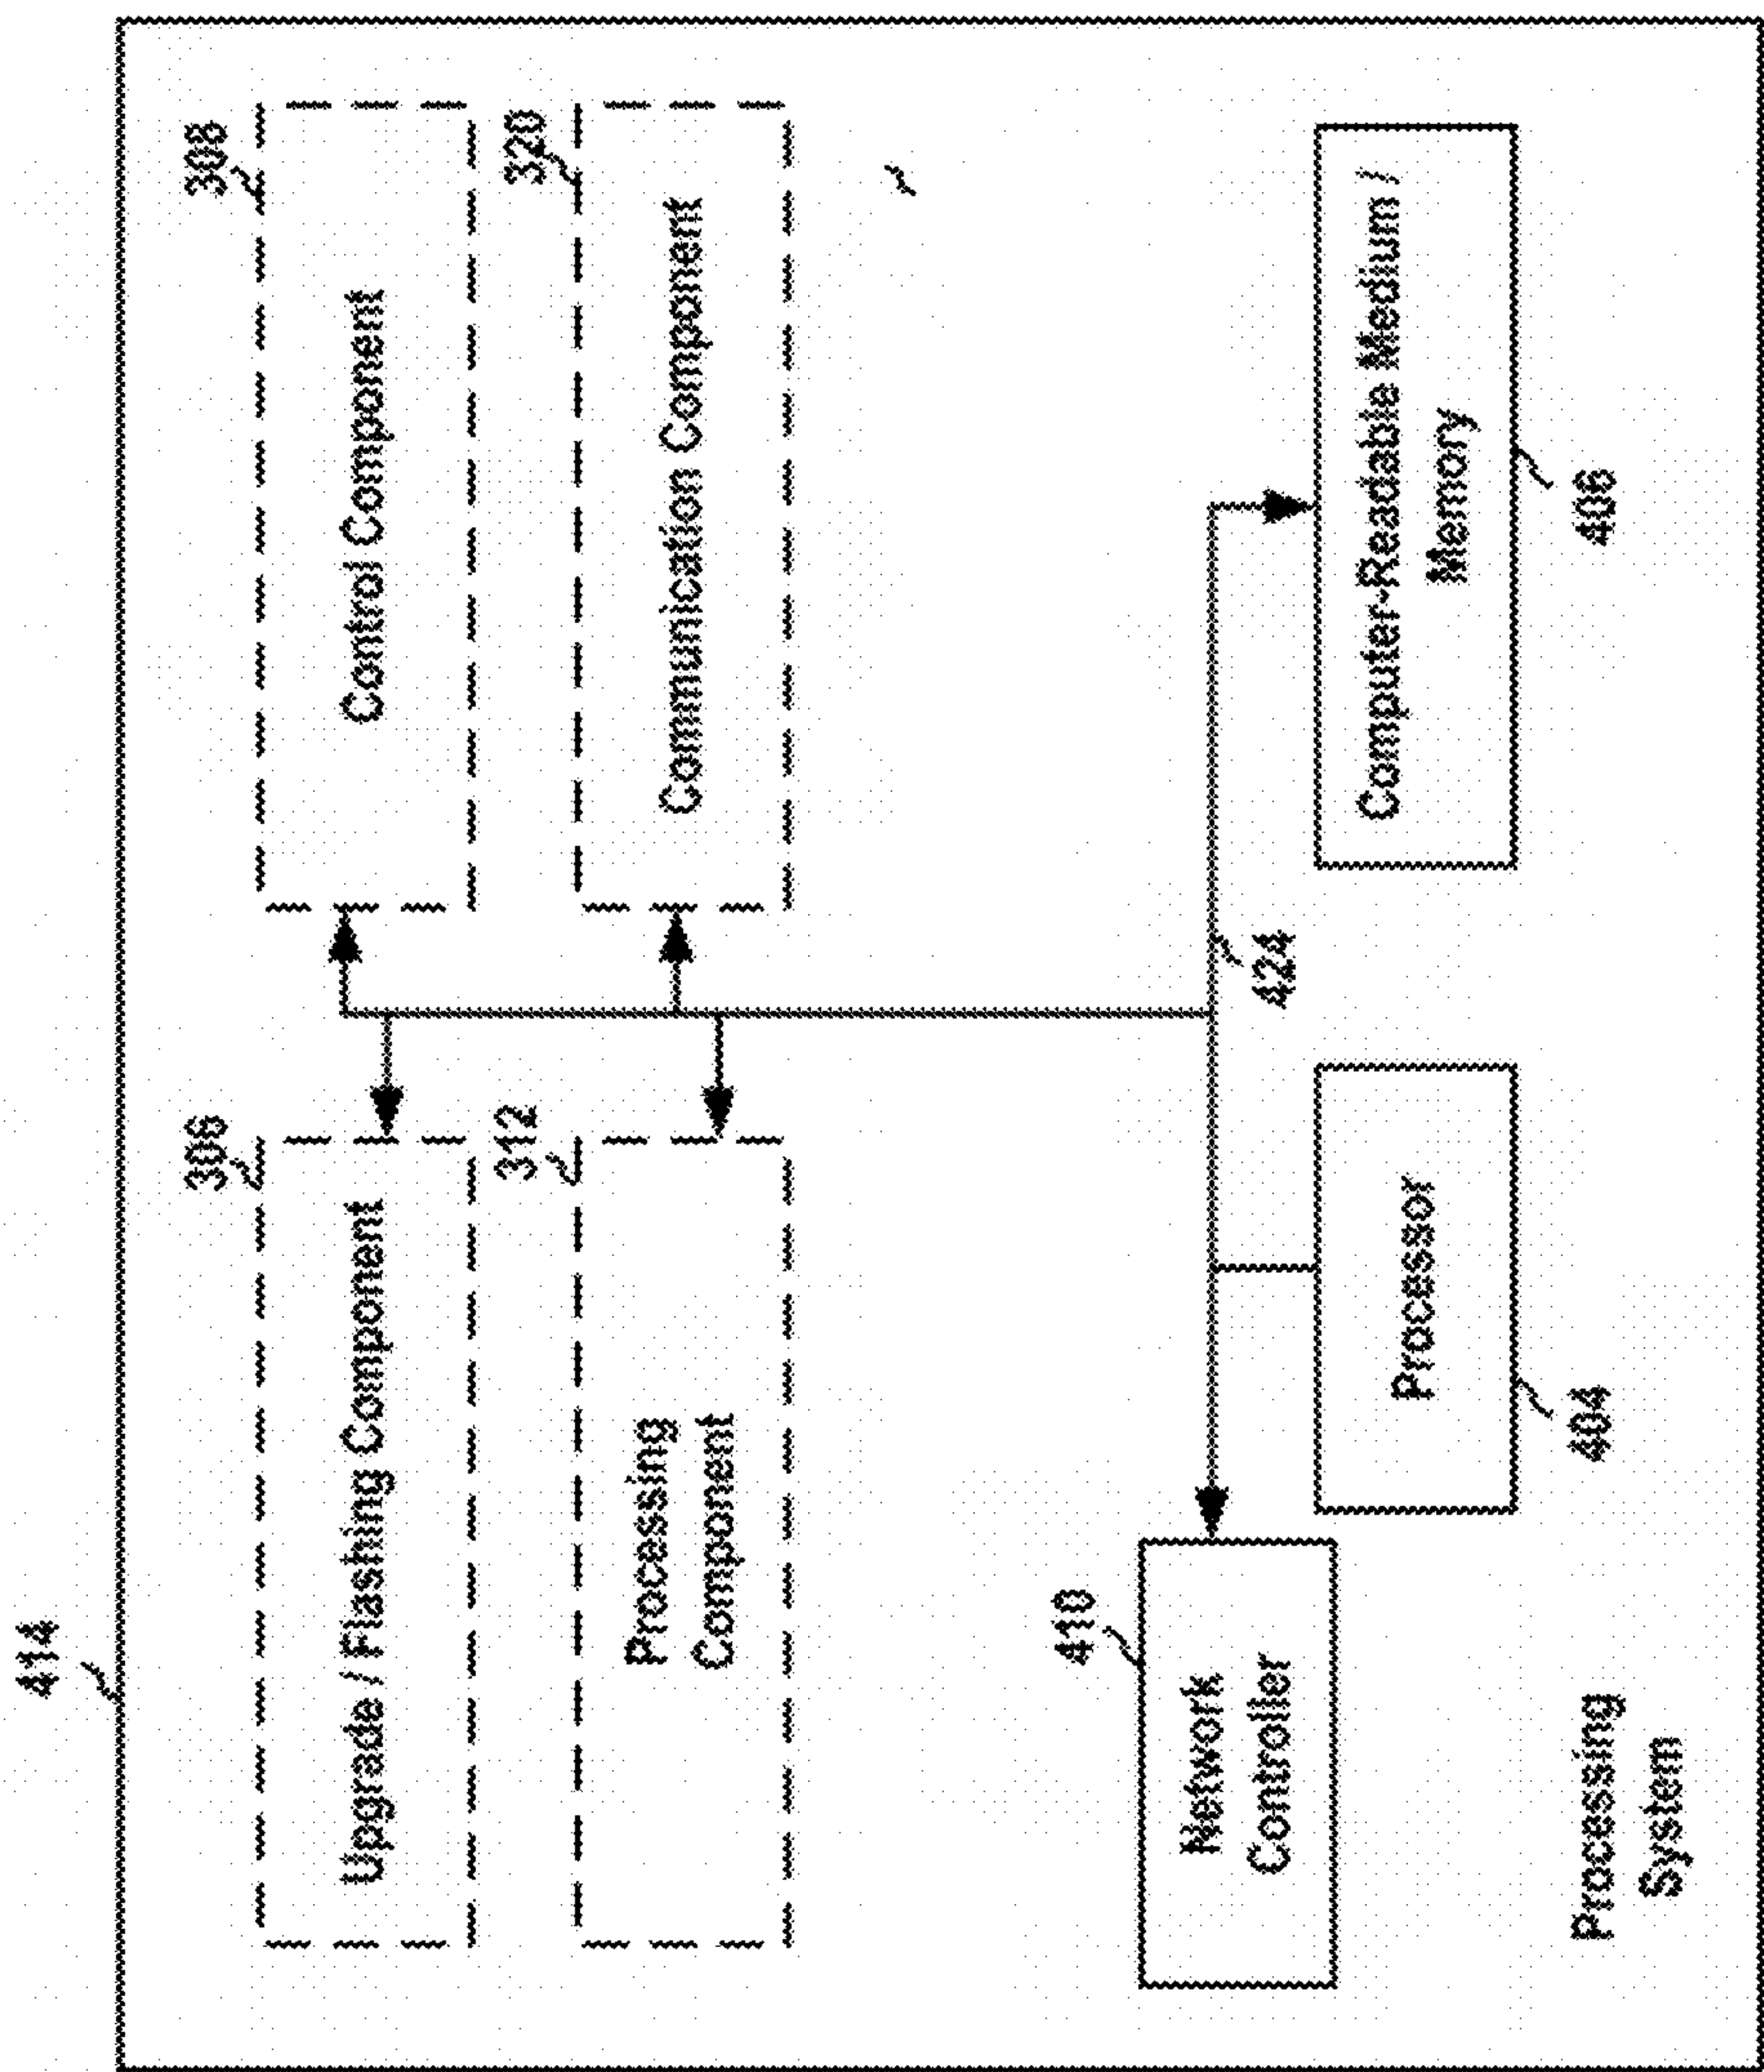 414
306
Upgrade / Flashing Component
308
Control Component
312
Processing
Component
320
Communication Component
410
Network
Controller
424
Processor
404
Computer-Readable Medium /
Memory
406
Processing
System